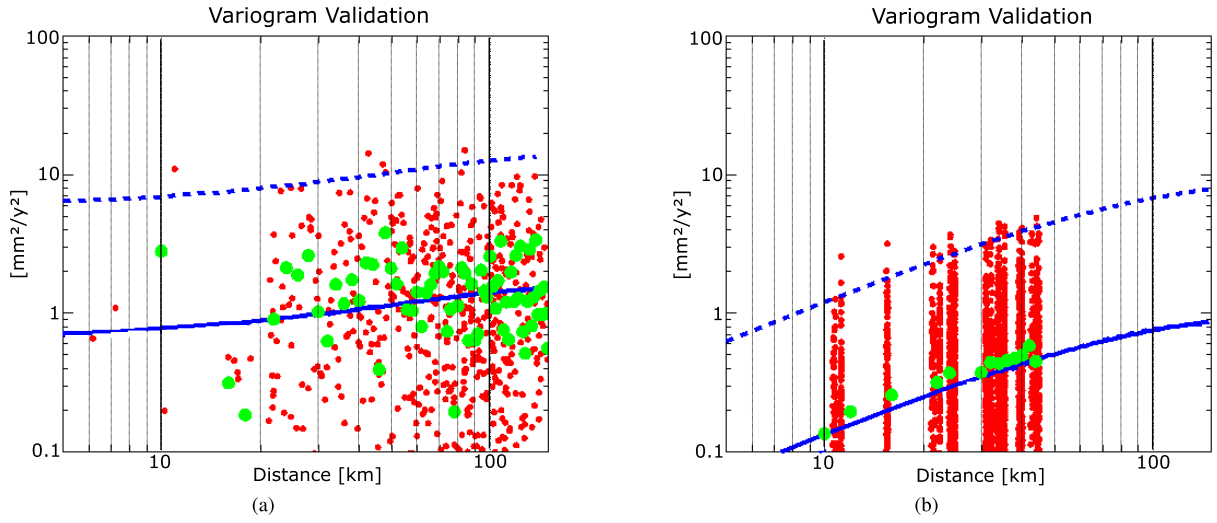 Variogram Validation
100
10
1
0.1
[mm²/y²]
10
100
Distance [km]
(a)
Variogram Validation
100
10
1
0.1
[mm²/y²]
10
100
Distance [km]
(b)